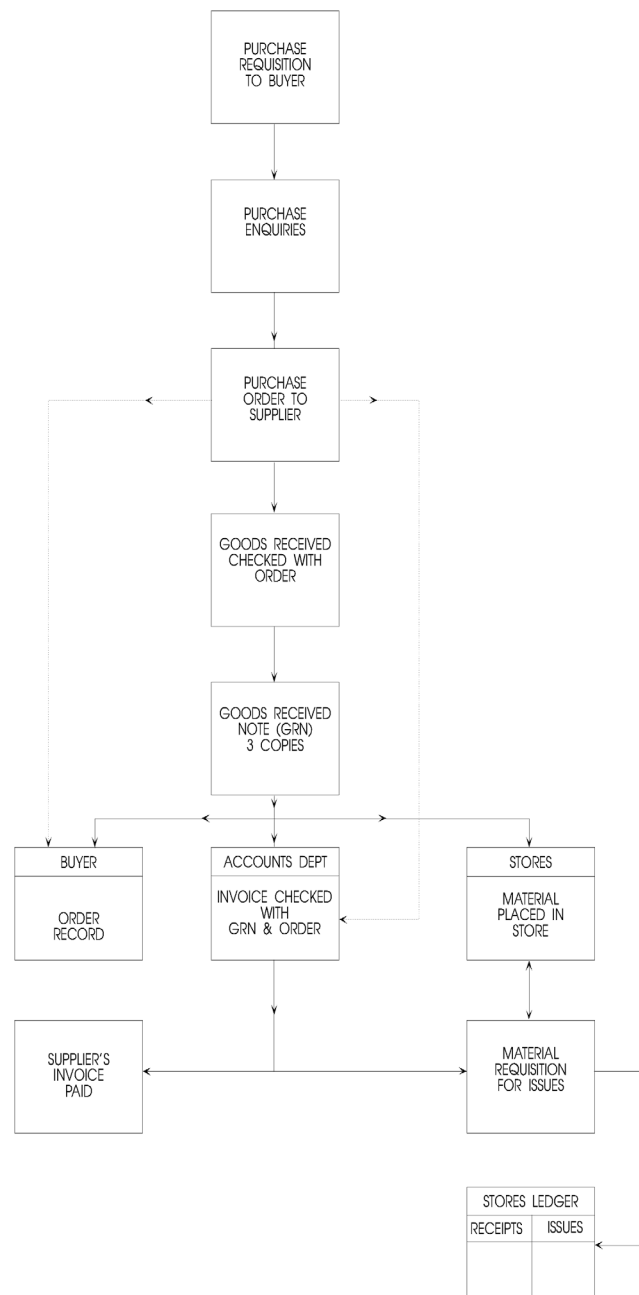 PURCHASE
REQUISITION
TO BUYER
PURCHASE
ENQUIRIES
PURCHASE
ORDER TO
SUPPLIER
GOODS RECEIVED
CHECKED WITH
ORDER
GOODS RECEIVED
NOTE (GRN)
3 COPIES
BUYER
ORDER
RECORD
ACCOUNTS DEPT
INVOICE CHECKED
WITH
GRN & ORDER
STORES
MATERIAL
PLACED IN
STORE
SUPPLIER'S
INVOICE
PAID
MATERIAL
REQUISITION
FOR ISSUES
STORES LEDGER
RECEIPTS ISSUES